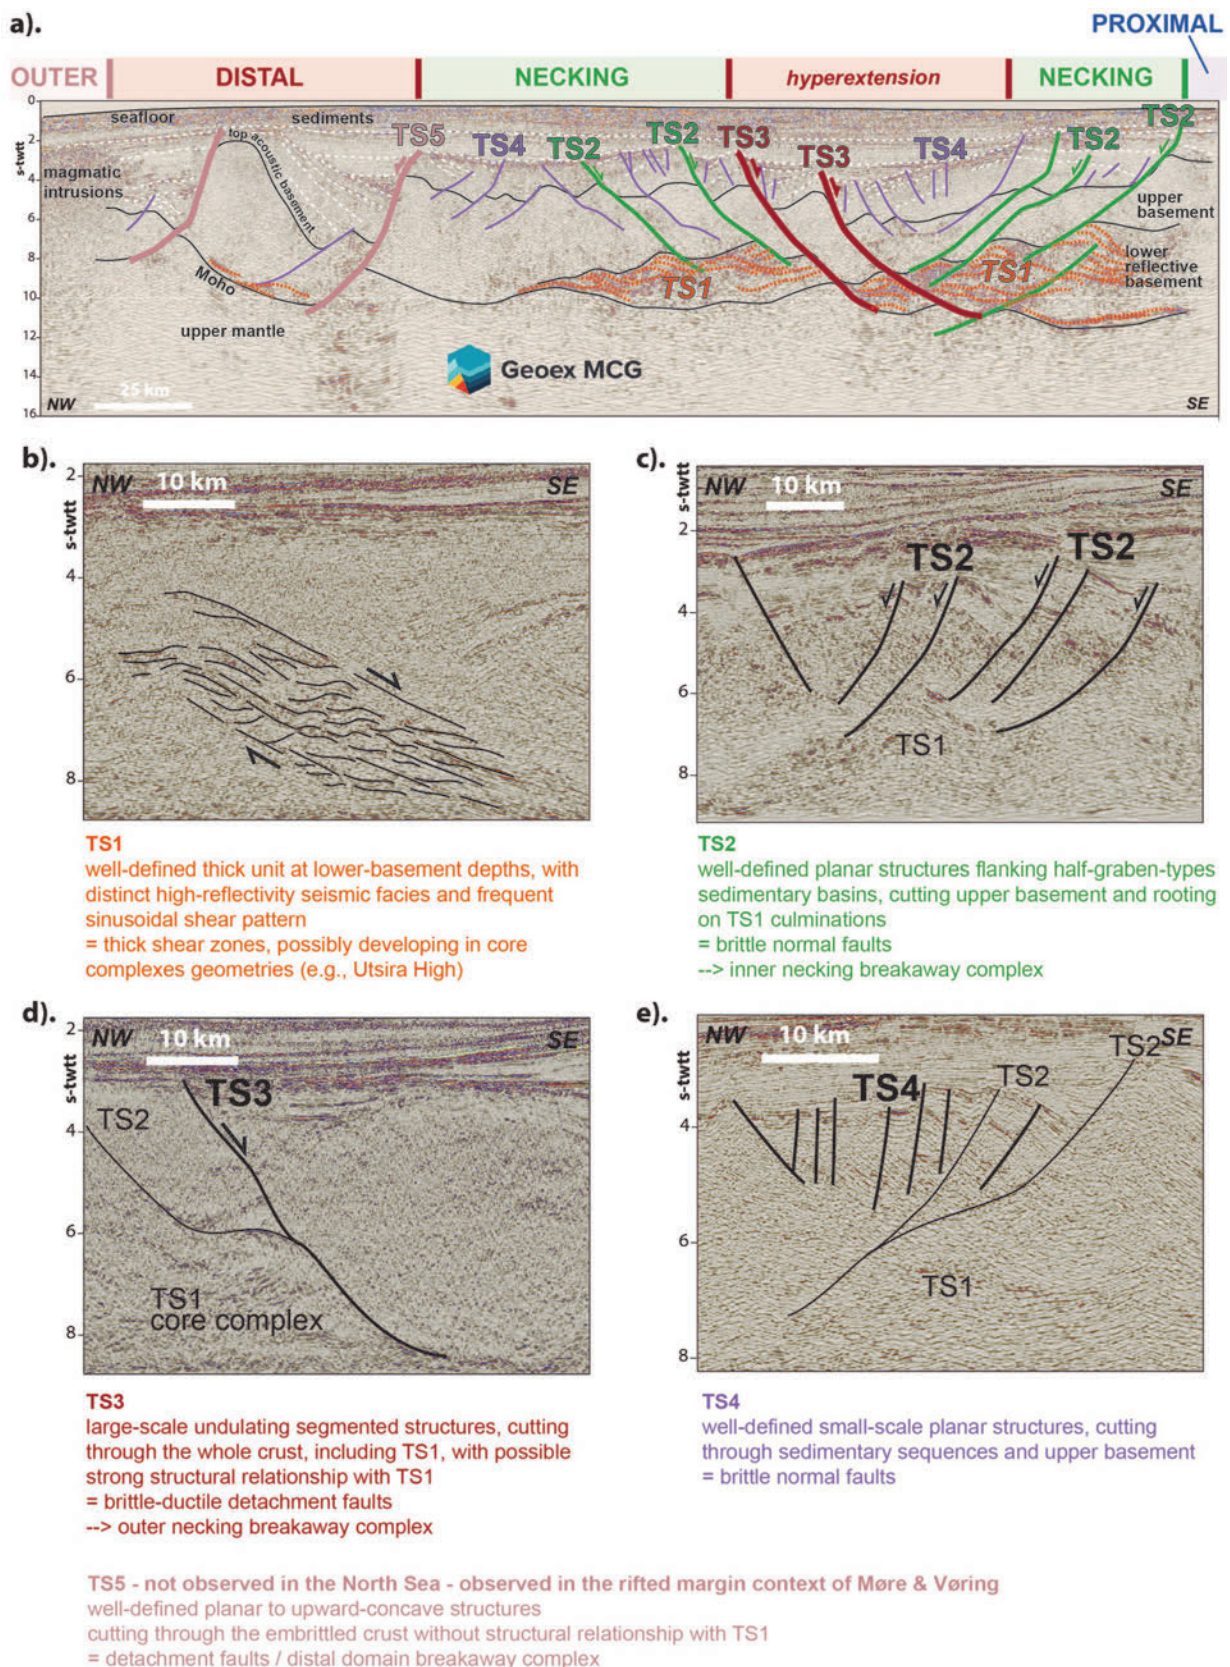 a).
PROXIMAL
OUTER
DISTAL
NECKING
hyperextension
NECKING
seafloor
sediments
top acoustic basement
magmatic
intrusions
TS5
TS4
TS2
TS2
TS3
TS3
TS4
TS2
TS2
upper
basement
lower
reflective
basement
TS1
TS1
Moho
upper mantle
Geoex MCG
s-twtt
0
2
4
6
8
10
12
14
16
NW
25 km
SE
b).
s-twtt
2
4
6
8
NW
10 km
SE
TS1
well-defined thick unit at lower-basement depths, with
distinct high-reflectivity seismic facies and frequent
sinusoidal shear pattern
= thick shear zones, possibly developing in core
complexes geometries (e.g., Utsira High)
c).
s-twtt
2
4
6
8
NW
10 km
SE
TS2
TS2
TS1
TS2
well-defined planar structures flanking half-graben-types
sedimentary basins, cutting upper basement and rooting
on TS1 culminations
= brittle normal faults
--> inner necking breakaway complex
d).
s-twtt
2
4
6
8
NW
10 km
SE
TS3
TS2
TS1
core complex
TS3
large-scale undulating segmented structures, cutting
through the whole crust, including TS1, with possible
strong structural relationship with TS1
= brittle-ductile detachment faults
--> outer necking breakaway complex
e).
s-twtt
4
6
8
NW
10 km
SE
TS2
TS2
TS4
TS1
TS4
well-defined small-scale planar structures, cutting
through sedimentary sequences and upper basement
= brittle normal faults
TS5 - not observed in the North Sea - observed in the rifted margin context of Møre & Vøring
well-defined planar to upward-concave structures
cutting through the embrittled crust without structural relationship with TS1
= detachment faults / distal domain breakaway complex